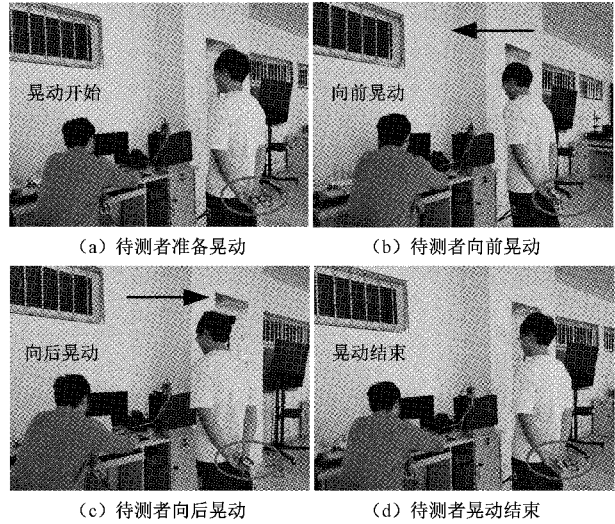 晃动开始
向前晃动
(a) 待测者准备晃动
(b) 待测者向前晃动
向后晃动
晃动结束
(c) 待测者向后晃动
(d) 待测者晃动结束